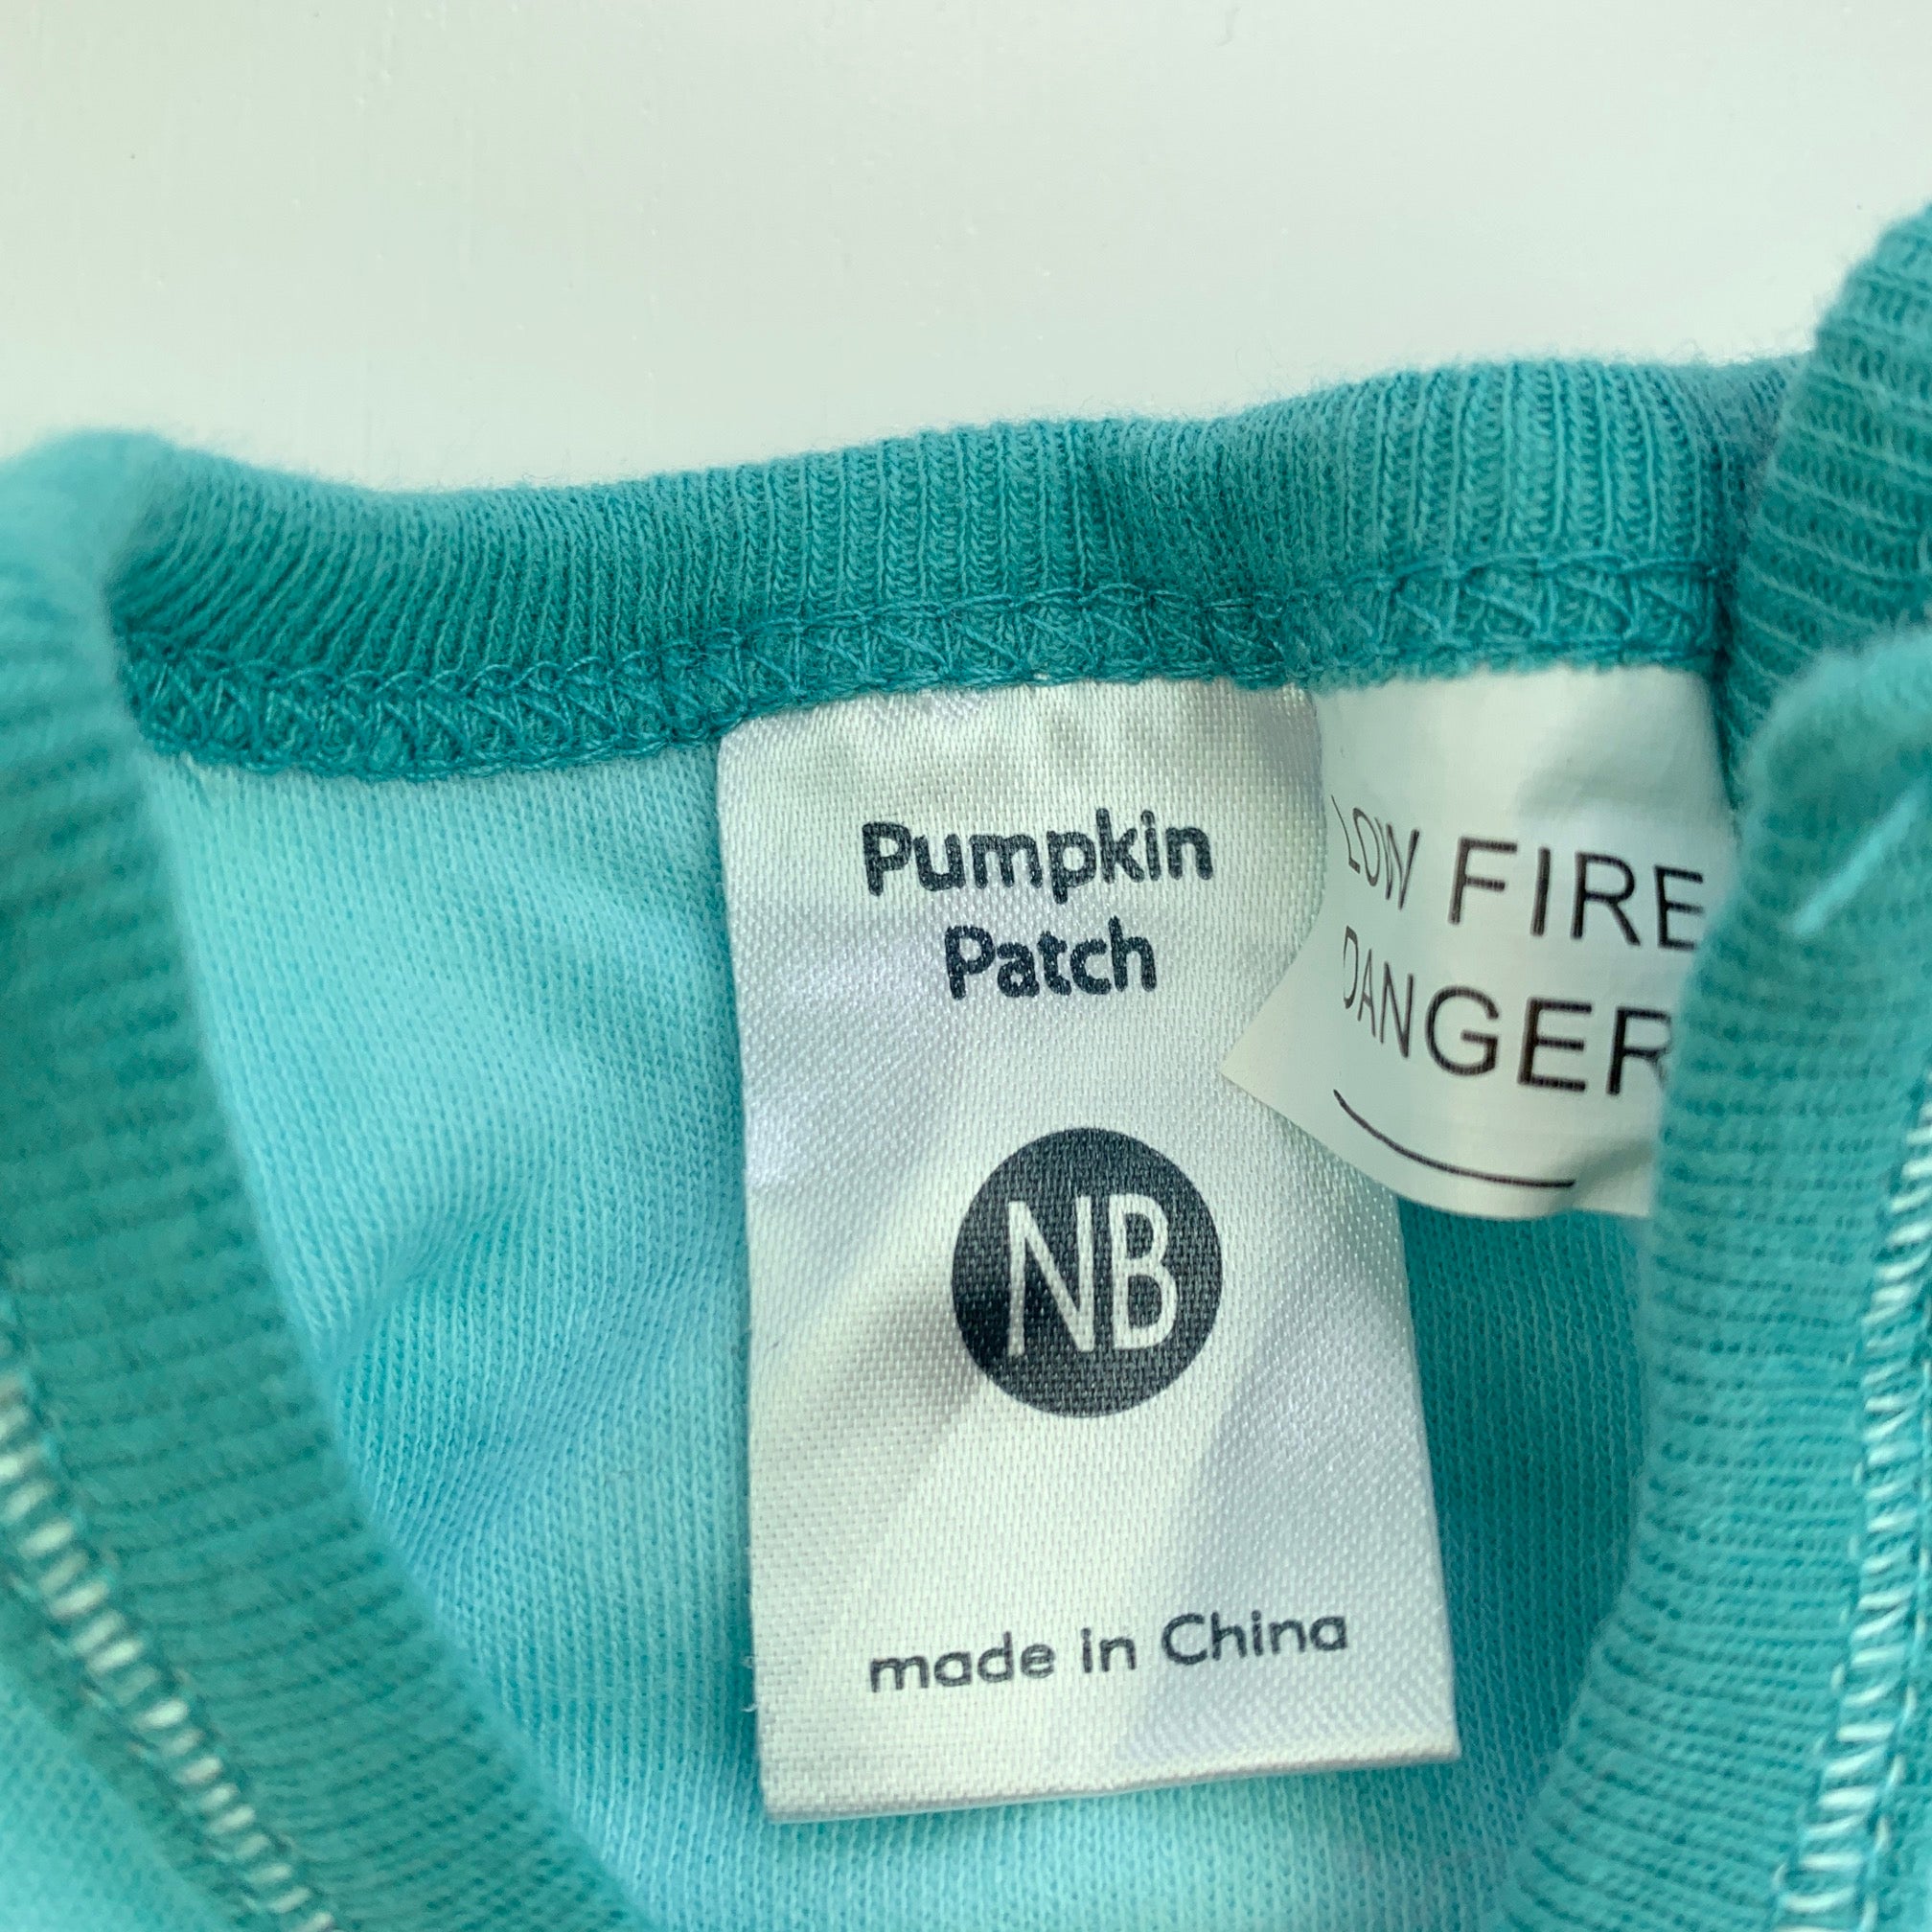 Pumpkin
Patch
NB
made in China
LOW FIRE
DANGER